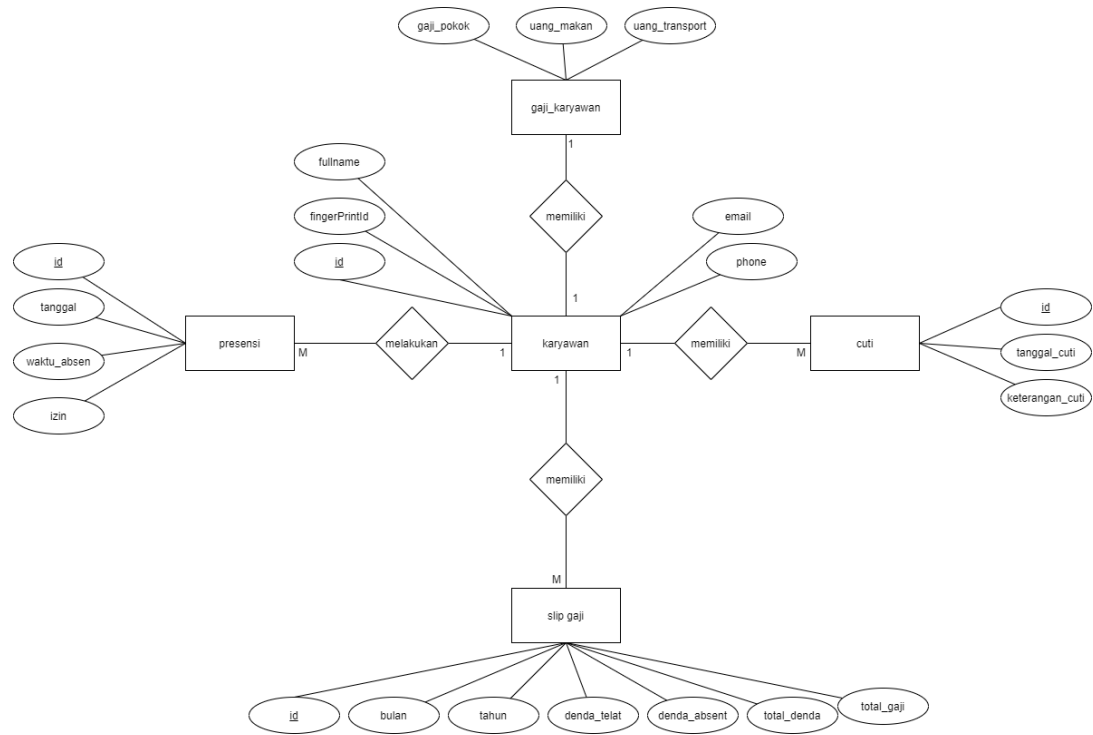 gaji_pokok
uang_makan
uang_transport
gaji_karyawan
1
fullname
memiliki
fingerPrintId
email
id
phone
id
1
id
tanggal
presensi
M
melakukan
1
karyawan
1
memiliki
M
cuti
tanggal_cuti
waktu_absen
1
keterangan_cuti
izin
memiliki
M
slip gaji
id
bulan
tahun
denda_telat
denda_absent
total_denda
total_gaji